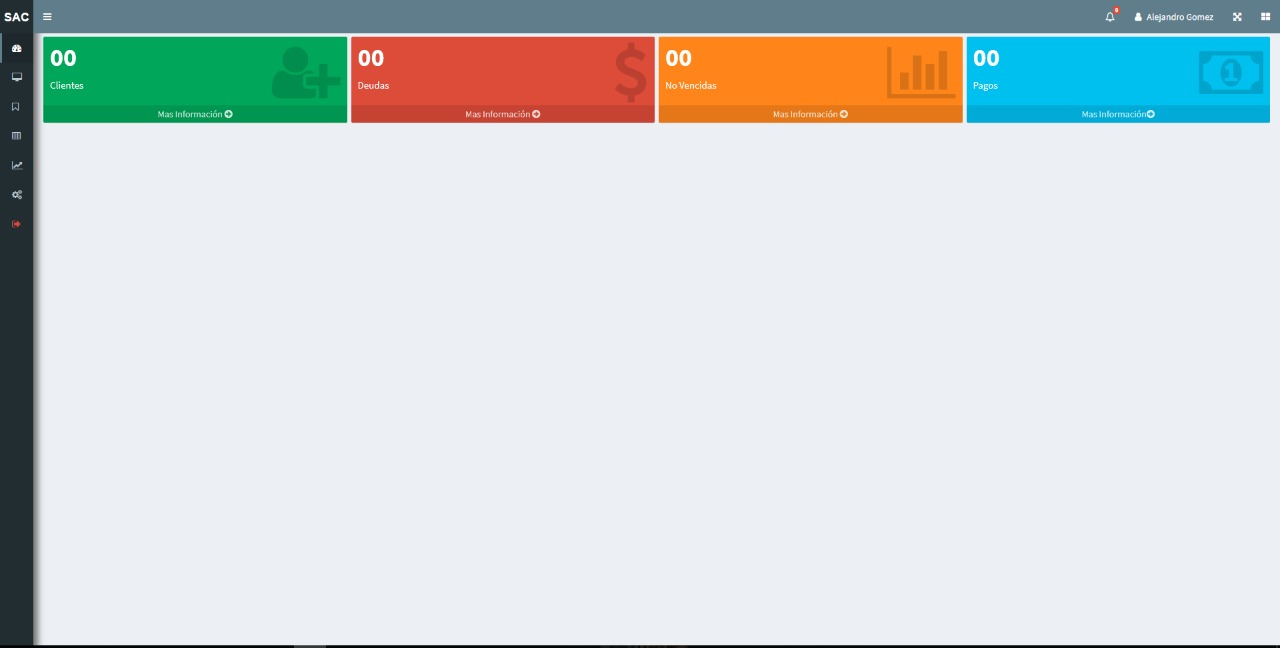 SAC
Alejandro Gomez
00
Clientes
Mas Información
00
Deudas
Mas Información
00
No Vencidas
Mas Información
00
Pagos
Mas Información